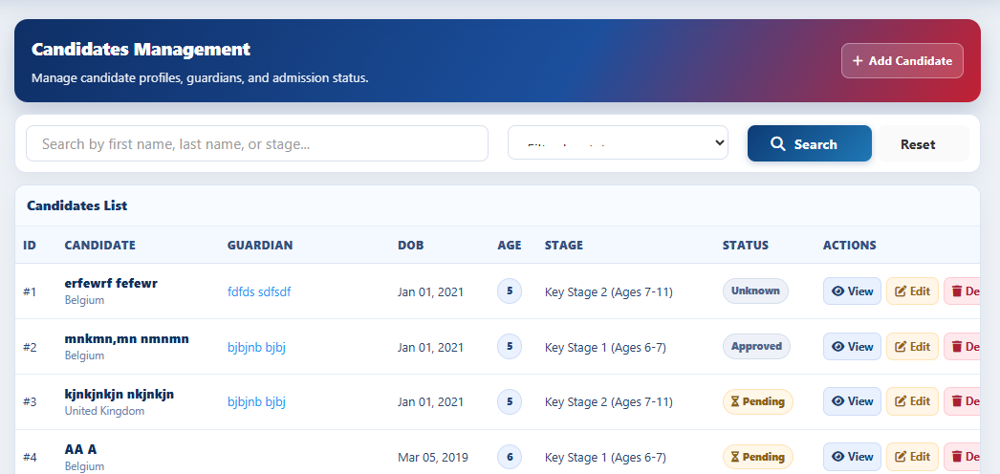 Candidates Management
Manage candidate profiles, guardians, and admission status.
+ Add Candidate
Search by first name, last name, or stage...
Search
Reset
Candidates List
ID CANDIDATE GUARDIAN DOB AGE STAGE STATUS ACTIONS
#1 erfewrf fefewr fdfds sdfsdf Jan 01, 2021 5 Key Stage 2 (Ages 7-11) Unknown View Edit De
Belgium
#2 mnkmn,mn nmnmn bjbjnb bjbj Jan 01, 2021 5 Key Stage 1 (Ages 6-7) Approved View Edit De
Belgium
#3 kjnkjnkjn nkjnkjn bjbjnb bjbj Jan 01, 2021 5 Key Stage 2 (Ages 7-11) Pending View Edit De
United Kingdom
#4 AA A Mar 05, 2019 6 Key Stage 1 (Ages 6-7) Pending View Edit De
Belgium